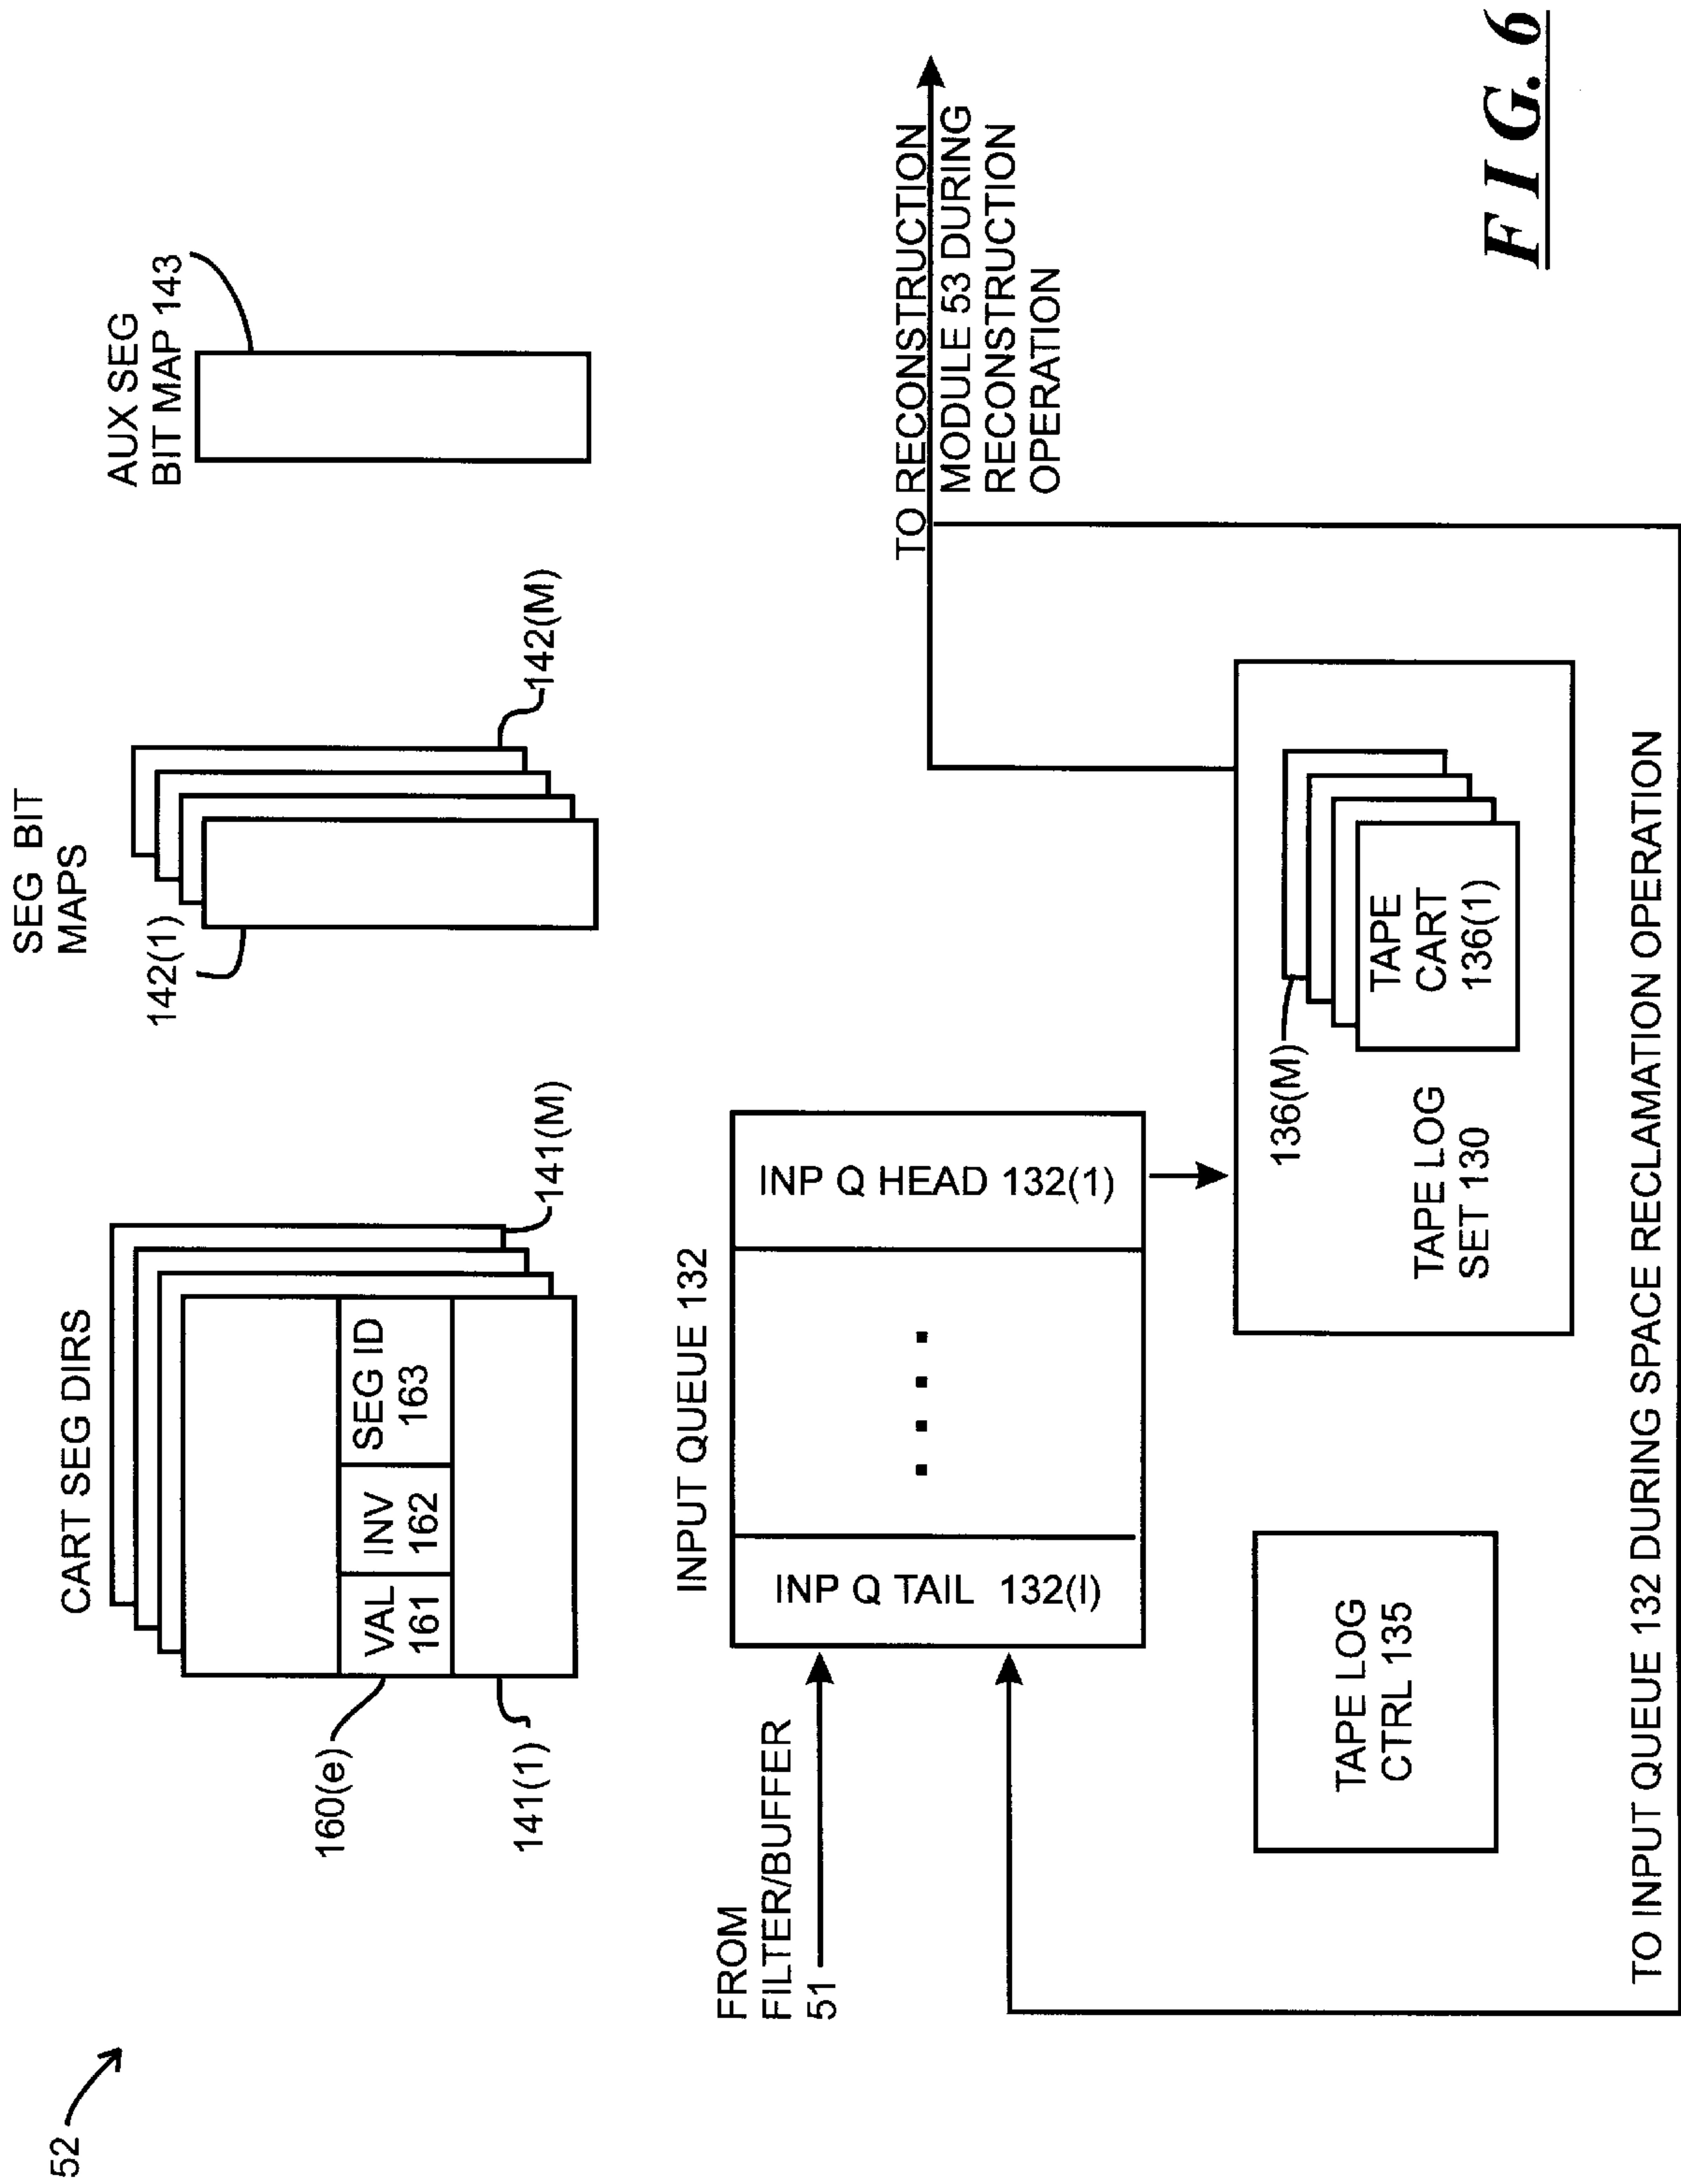 52
CART SEG DIRS
160(e)
VAL
161
INV
162
SEG ID
163
141(1)
141(M)
SEG BIT
MAPS
142(1)
142(M)
AUX SEG
BIT MAP 143
FROM
FILTER/BUFFER
51
INPUT QUEUE 132
INP Q TAIL 132(I)
INP Q HEAD 132(1)
TO RECONSTRUCTION
MODULE 53 DURING
RECONSTRUCTION
OPERATION
TAPE LOG
CTRL 135
TAPE LOG
SET 130
136(M)
TAPE
CART
136(1)
TO INPUT QUEUE 132 DURING SPACE RECLAMATION OPERATION
FIG. 6